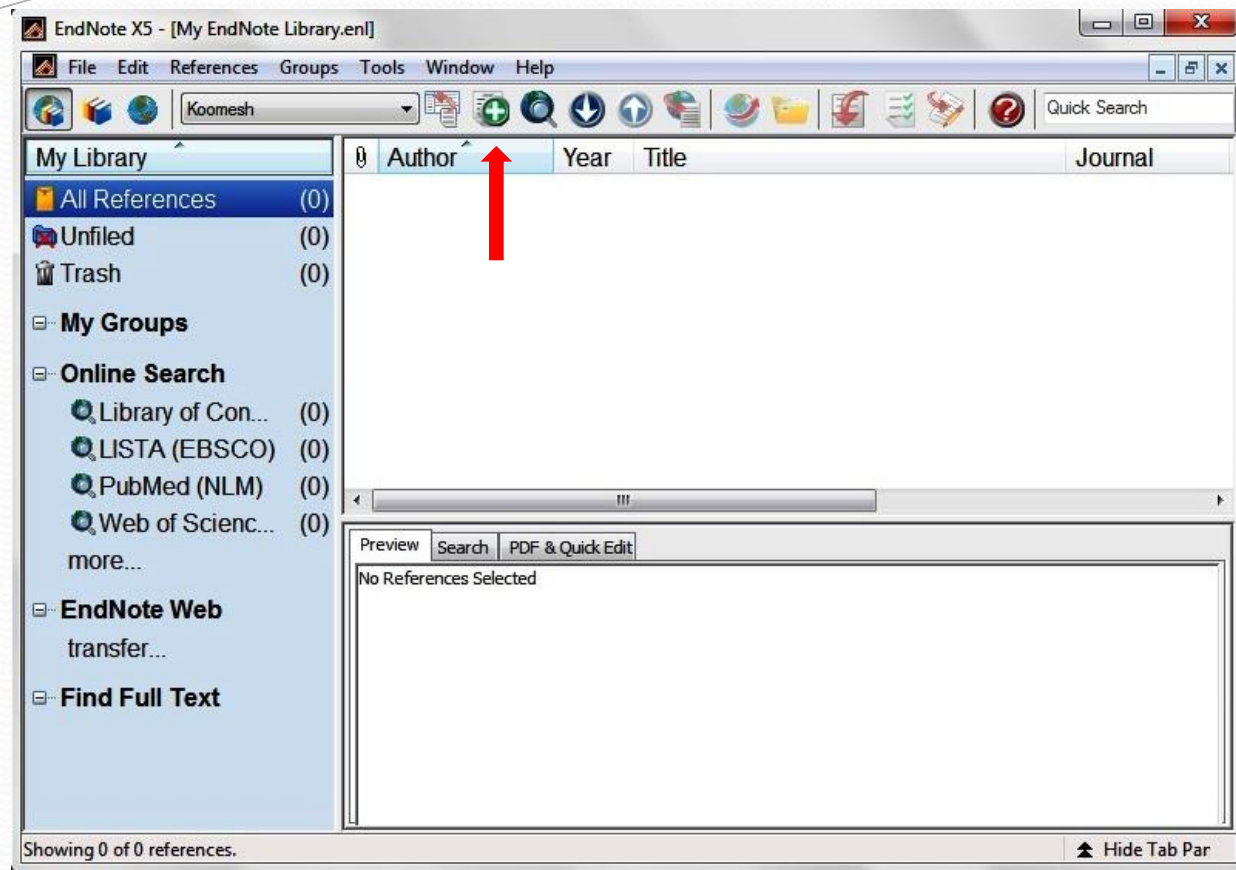 EndNote X5 - [My EndNote Library.enl]
File Edit References Groups Tools Window Help
Koomesh
Quick Search
My Library
Author Year Title Journal
All References (0)
Unfiled (0)
Trash (0)
My Groups
Online Search
Library of Con... (0)
LISTA (EBSCO) (0)
PubMed (NLM) (0)
Web of Scienc... (0)
more...
EndNote Web
transfer...
Find Full Text
Preview Search PDF & Quick Edit
No References Selected
Showing 0 of 0 references.
Hide Tab Par